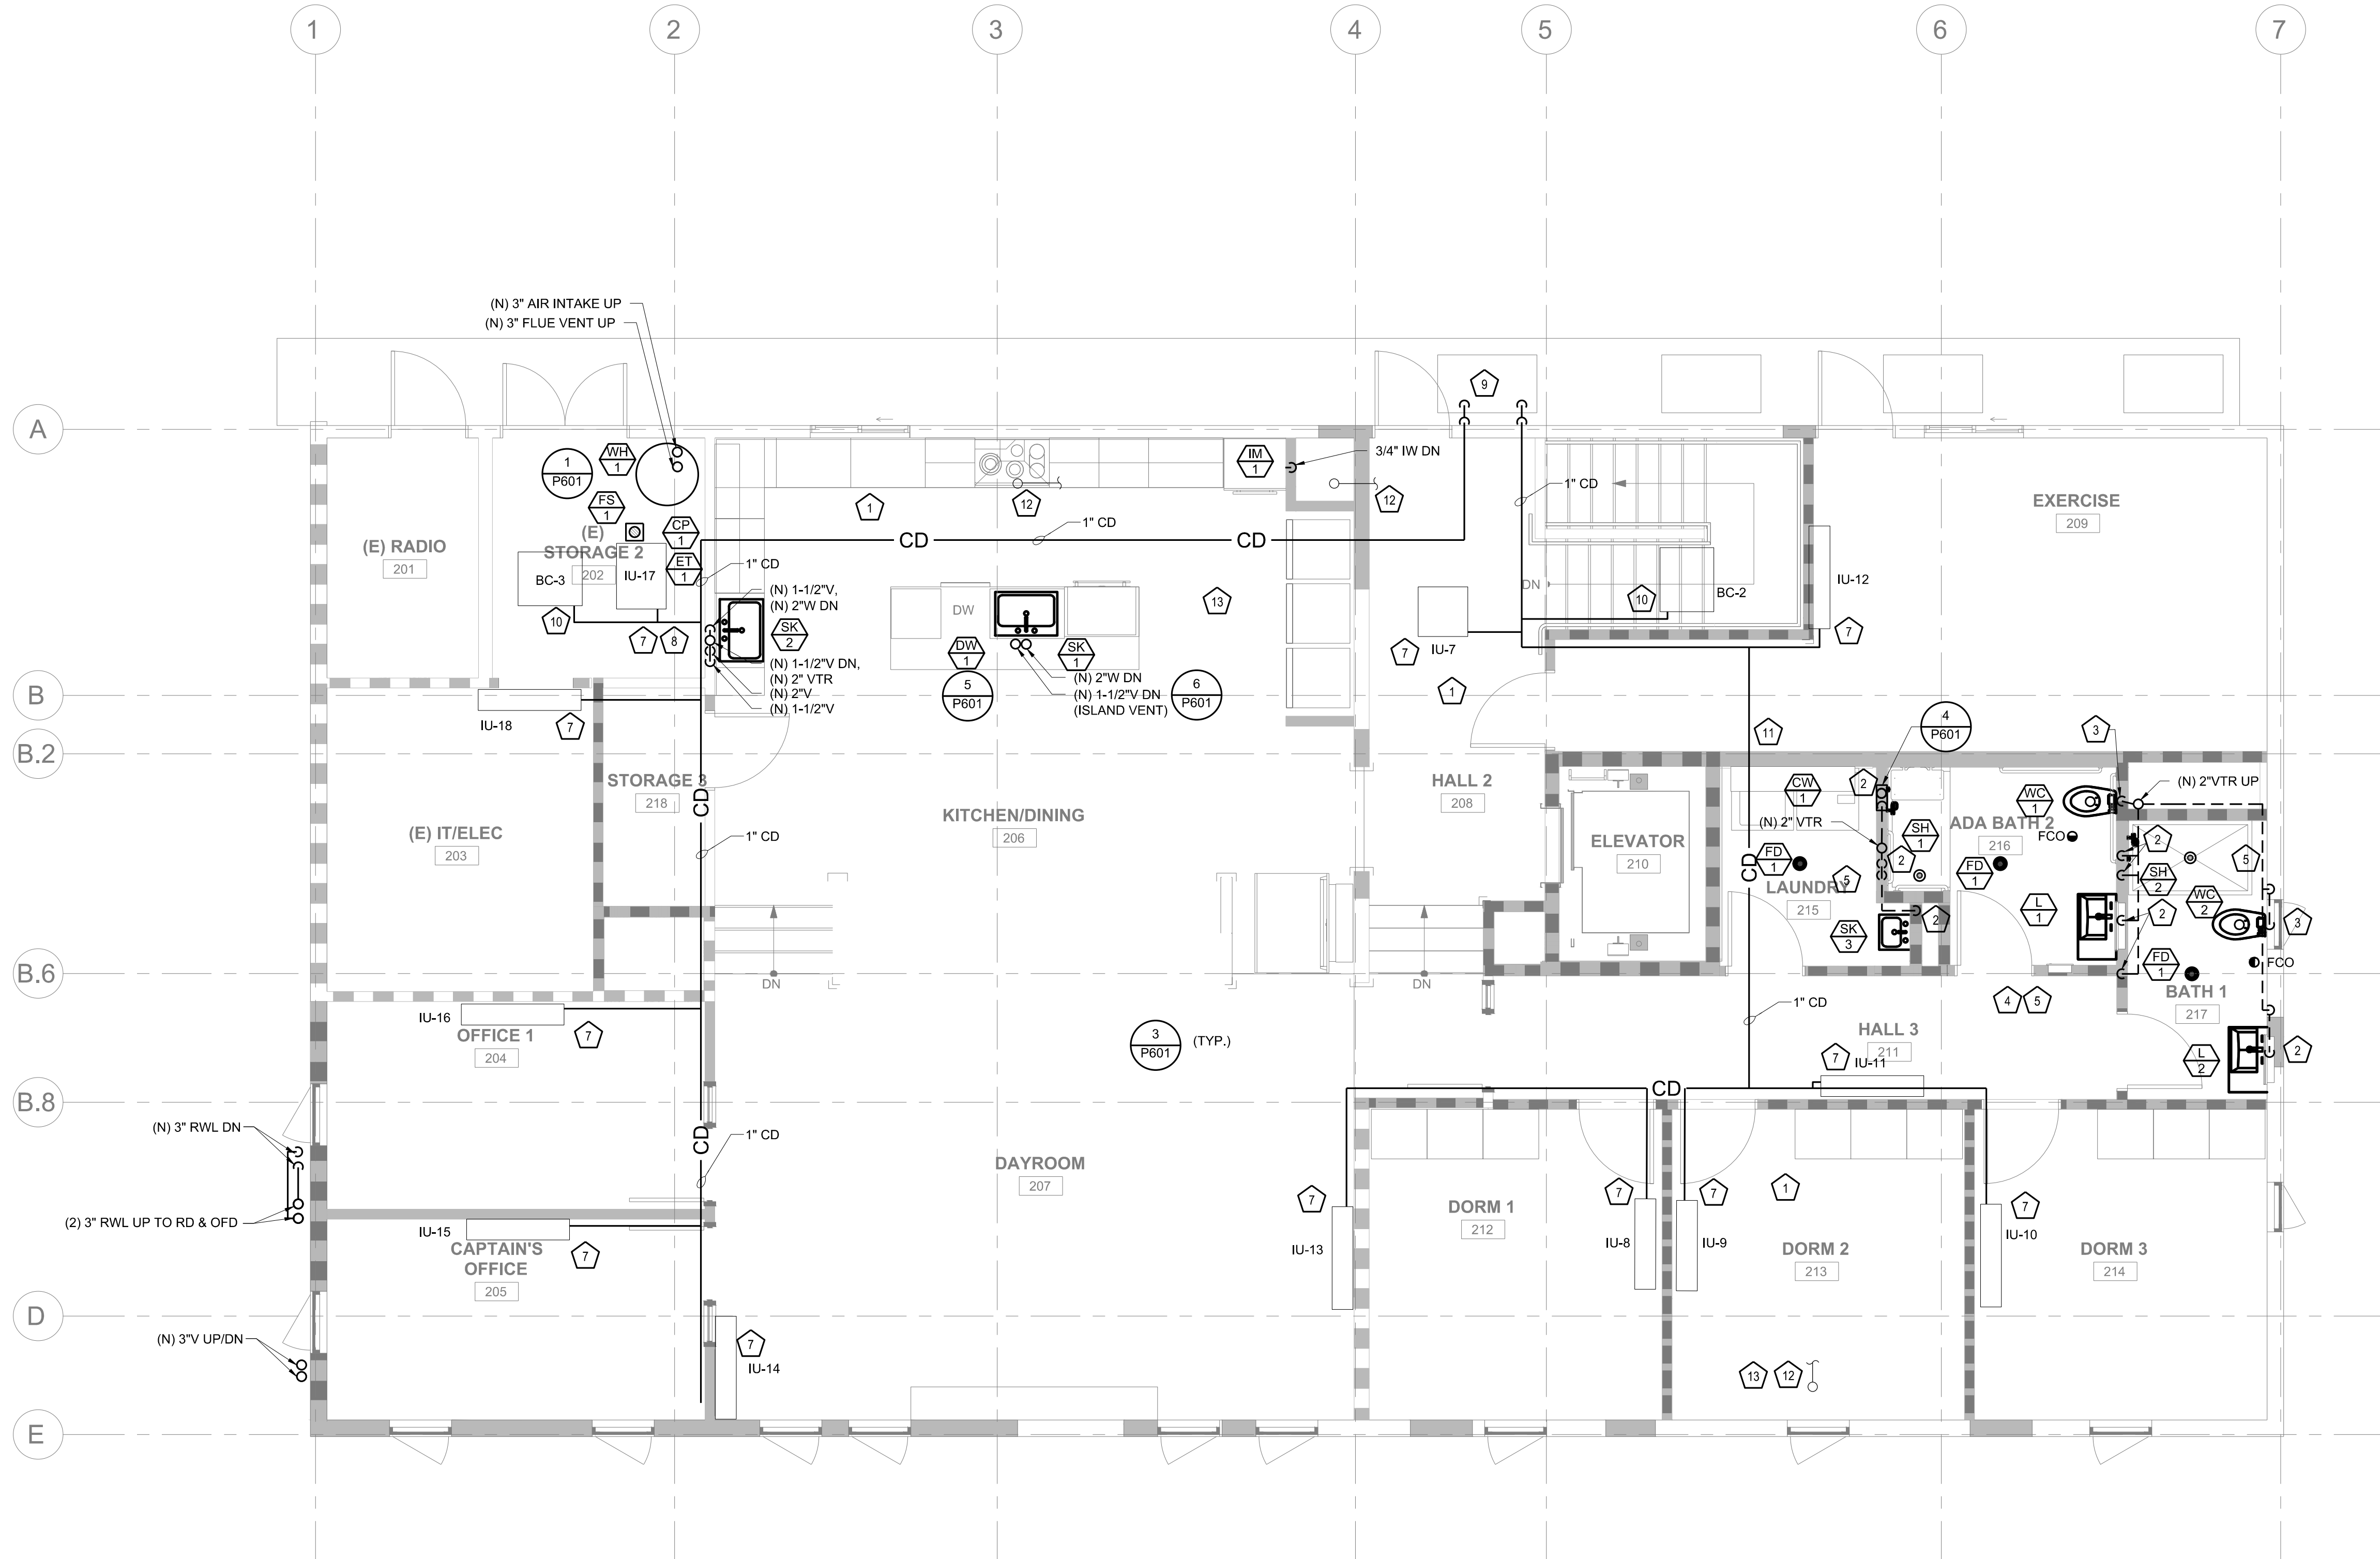 1
2
3
4
5
6
7
(N) 3" AIR INTAKE UP
(N) 3" FLUE VENT UP
A
9
1
P601
WH
1
FS
1
CP
1
ET
1
IM
1
3/4" IW DN
12
12
1
1" CD
1" CD
CD
CD
1" CD
(E) RADIO
201
(E)
STORAGE 2
202
BC-3
IU-17
10
7
8
(N) 1-1/2"V,
(N) 2"W DN
SK
2
(N) 1-1/2"V DN,
(N) 2" VTR
(N) 2"V
(N) 1-1/2"V
DW
DW
1
SK
1
5
P601
(N) 2"W DN
(N) 1-1/2"V DN
(ISLAND VENT)
6
P601
13
7
IU-7
1
DN
10
BC-2
IU-12
7
EXERCISE
209
B
IU-18
7
B.2
STORAGE 3
218
CD
1" CD
(E) IT/ELEC
203
KITCHEN/DINING
206
HALL 2
208
ELEVATOR
210
11
CD
4
P601
3
(N) 2"VTR UP
CW
1
2
(N) 2" VTR
FD
1
2
LAUNDRY
215
5
SK
3
2
SH
1
WC
1
ADA BATH 2
216
FCO
FD
1
L
1
2
5
SH
2
WC
2
2
3
FD
1
FCO
BATH 1
217
4
5
L
2
2
B.6
DN
DN
IU-16
7
OFFICE 1
204
3
P601
(TYP.)
1" CD
HALL 3
211
7
IU-11
CD
B.8
(N) 3" RWL DN
(2) 3" RWL UP TO RD & OFD
CD
1" CD
IU-15
7
CAPTAIN'S
OFFICE
205
DAYROOM
207
7
IU-13
DORM 1
212
7
IU-8
7
IU-9
1
DORM 2
213
7
IU-10
DORM 3
214
D
(N) 3"V UP/DN
7
IU-14
13
12
E